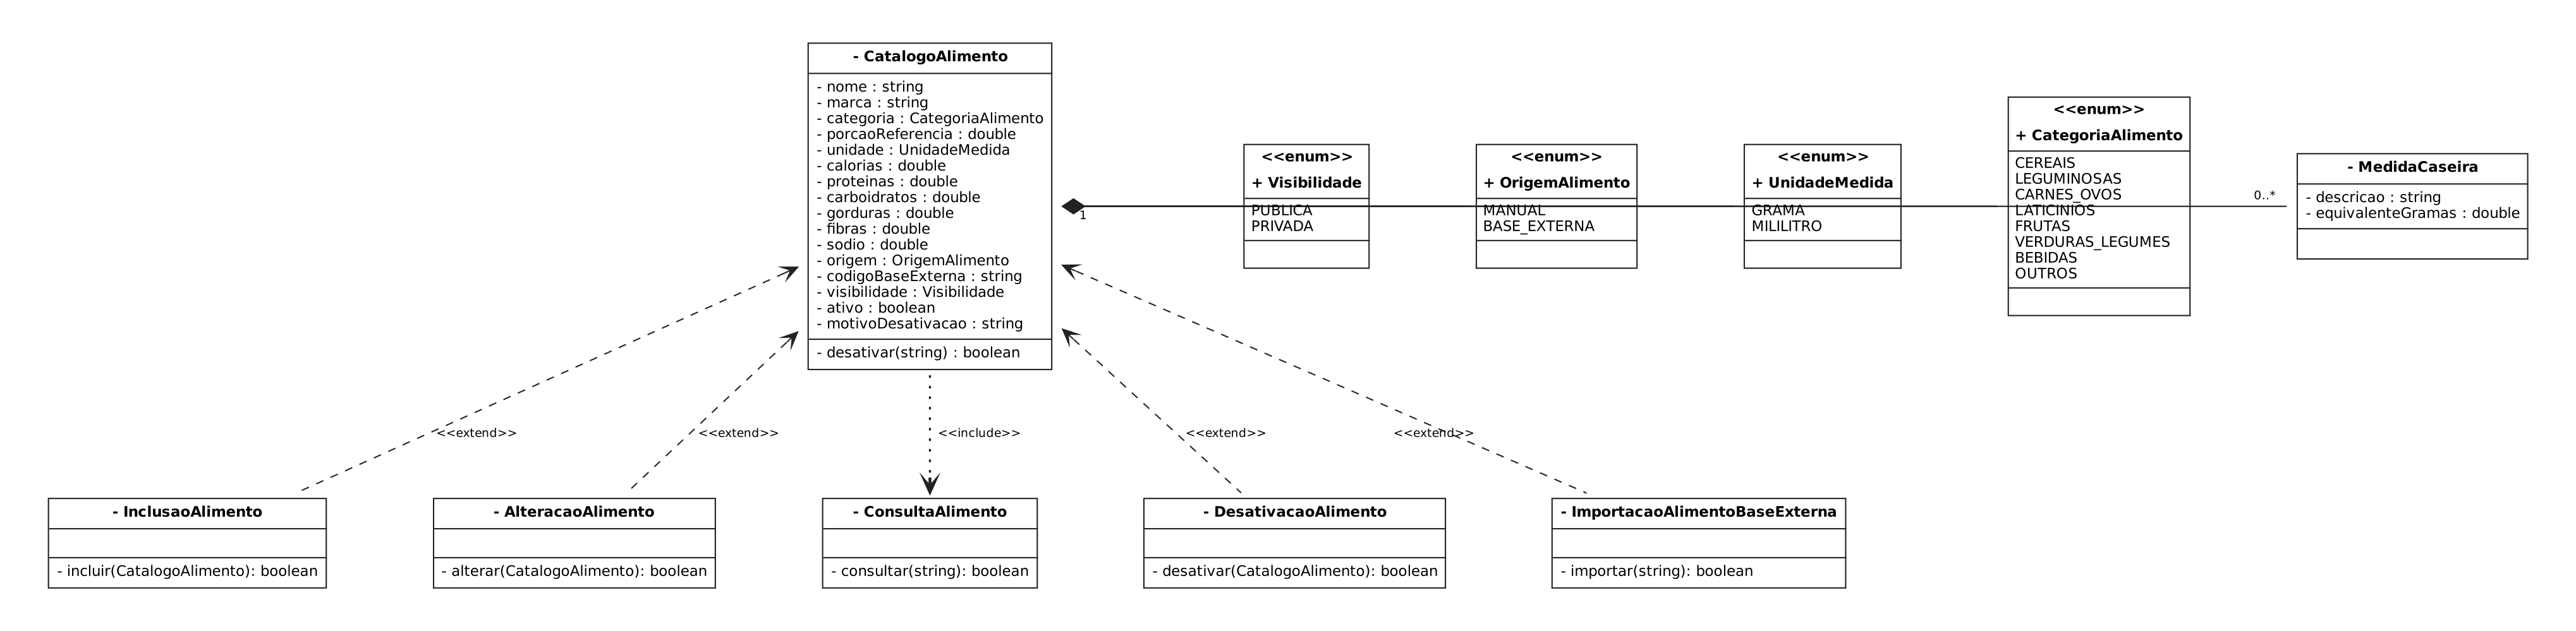 - CatalogoAlimento
- nome : string
- marca : string
- categoria : CategoriaAlimento
- porcaoReferencia : double
- unidade : UnidadeMedida
- calorias : double
- proteinas : double
- carboidratos : double
- gorduras : double
- fibras : double
- sodio : double
- origem : OrigemAlimento
- codigoBaseExterna : string
- visibilidade : Visibilidade
- ativo : boolean
- motivoDesativacao : string
- desativar(string) : boolean
1
<<enum>>
+ Visibilidade
PUBLICA
PRIVADA
<<enum>>
+ OrigemAlimento
MANUAL
BASE_EXTERNA
<<enum>>
+ UnidadeMedida
GRAMA
MILILITRO
<<enum>>
+ CategoriaAlimento
CEREAIS
LEGUMINOSAS
CARNES_OVOS
LATICINIOS
FRUTAS
VERDURAS_LEGUMES
BEBIDAS
OUTROS
0..*
- MedidaCaseira
- descricao : string
- equivalenteGramas : double
<<extend>>
<<extend>>
<<include>>
<<extend>>
<<extend>>
- InclusaoAlimento
- incluir(CatalogoAlimento): boolean
- AlteracaoAlimento
- alterar(CatalogoAlimento): boolean
- ConsultaAlimento
- consultar(string): boolean
- DesativacaoAlimento
- desativar(CatalogoAlimento): boolean
- ImportacaoAlimentoBaseExterna
- importar(string): boolean